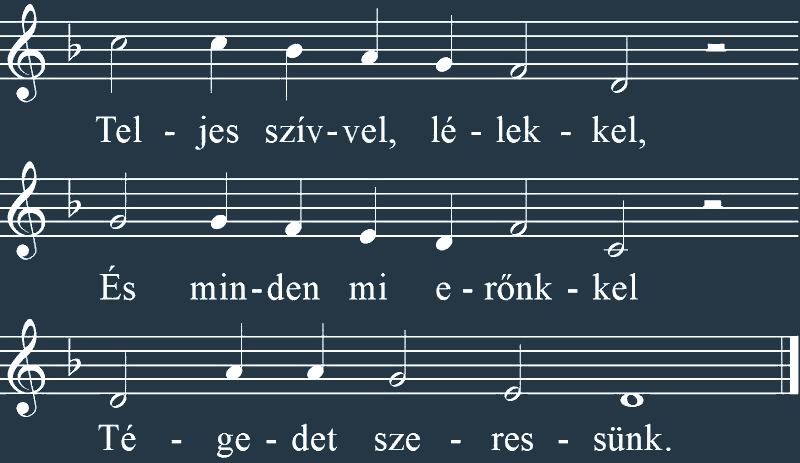 Tel - jes szív-vel, lé - lek - kel,
És min-den mi e - rőnk - kel
Té - ge - det sze - res - sünk.